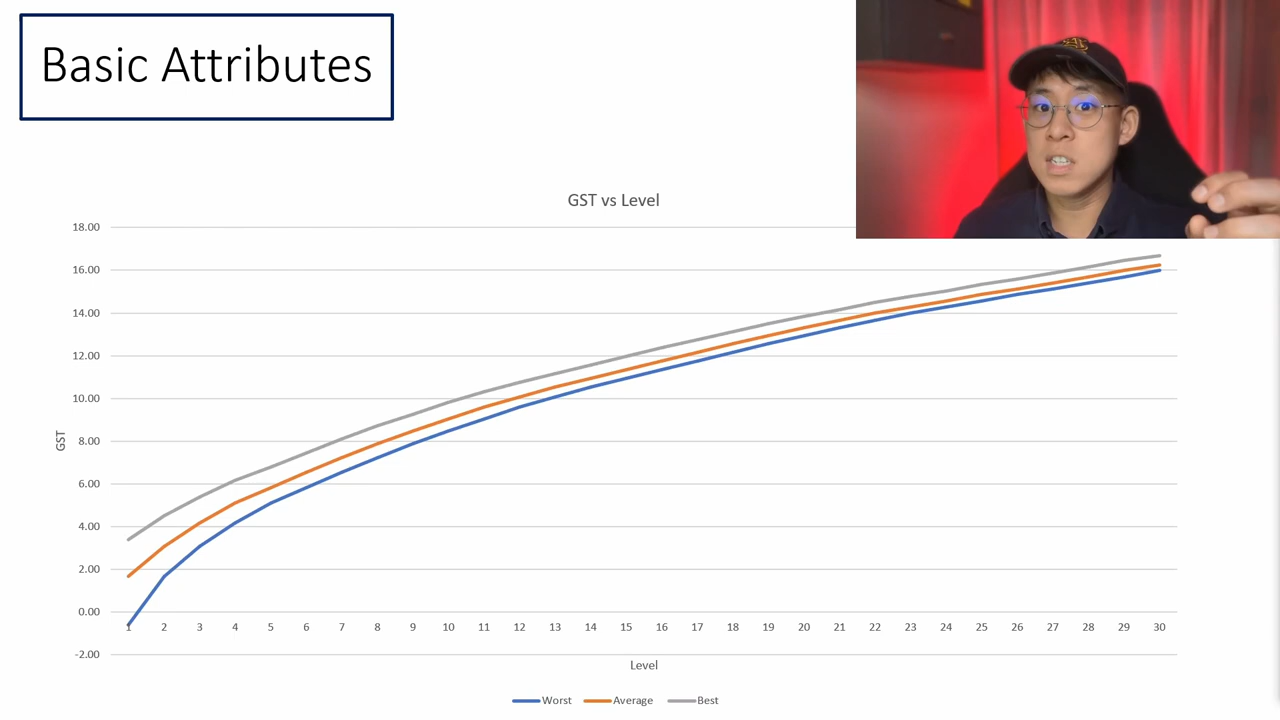 Basic Attributes
GST vs Level
18.00
16.00
14.00
12.00
10.00
8.00
6.00
4.00
2.00
0.00
-2.00
GST
1 2 3 4 5 6 7 8 9 10 11 12 13 14 15 16 17 18 19 20 21 22 23 24 25 26 27 28 29 30
Level
Worst Average Best